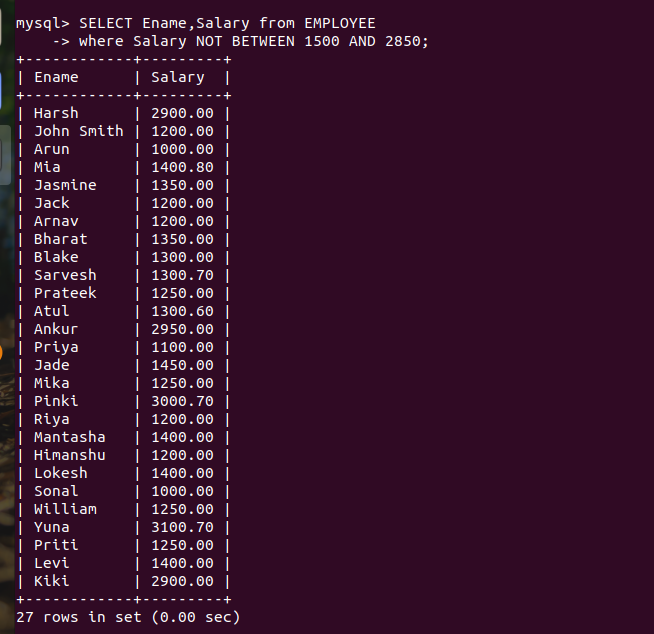 mysql> SELECT Ename,Salary from EMPLOYEE
    -> where Salary NOT BETWEEN 1500 AND 2850;
+------------+---------+
| Ename      | Salary  |
+------------+---------+
| Harsh      | 2900.00 |
| John Smith | 1200.00 |
| Arun       | 1000.00 |
| Mia        | 1400.80 |
| Jasmine    | 1350.00 |
| Jack       | 1200.00 |
| Arnav      | 1200.00 |
| Bharat     | 1350.00 |
| Blake      | 1300.00 |
| Sarvesh    | 1300.70 |
| Prateek    | 1250.00 |
| Atul       | 1300.60 |
| Ankur      | 2950.00 |
| Priya      | 1100.00 |
| Jade       | 1450.00 |
| Mika       | 1250.00 |
| Pinki      | 3000.70 |
| Riya       | 1200.00 |
| Mantasha   | 1400.00 |
| Himanshu   | 1200.00 |
| Lokesh     | 1400.00 |
| Sonal      | 1000.00 |
| William    | 1250.00 |
| Yuna       | 3100.70 |
| Priti      | 1250.00 |
| Levi       | 1400.00 |
| Kiki       | 2900.00 |
+------------+---------+
27 rows in set (0.00 sec)